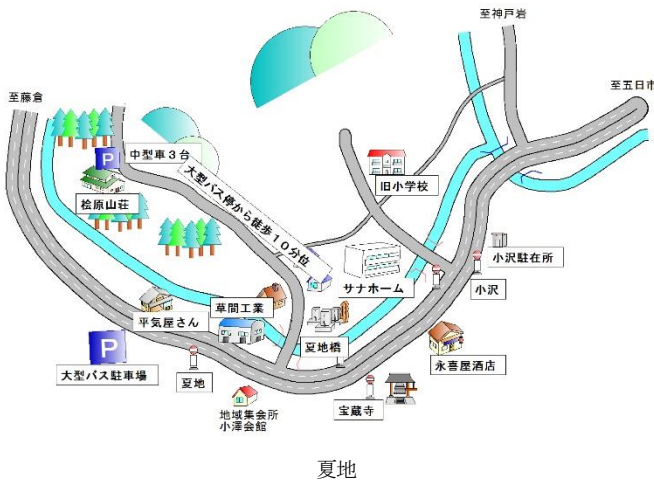 至神戸岩
至五日市
至藤倉
P
中型車３台
大型バス停から徒歩１０分位
旧小学校
桧原山荘
小沢駐在所
サナホーム
小沢
草間工業
平気屋さん
夏地橋
永喜屋酒店
P
大型バス駐車場
夏地
宝蔵寺
地域集会所
小澤会館
夏地